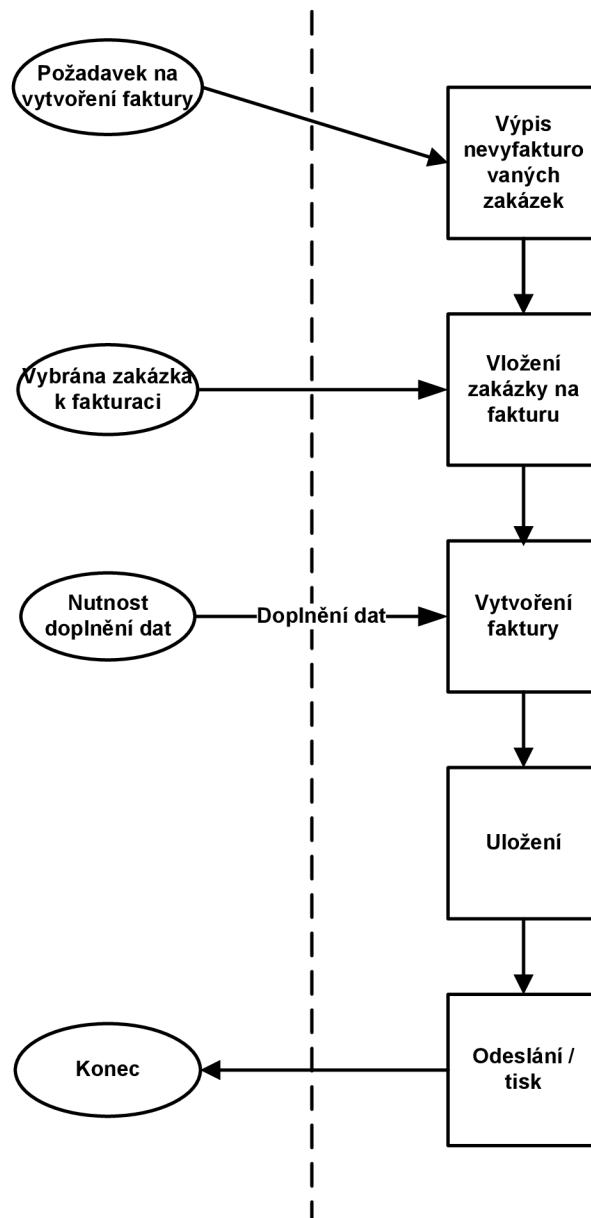 Požadavek na
vytvoření faktury
Výpis
nevyfakturo
vaných
zakázek
Vybrána zakázka
k fakturaci
Vložení
zakázky na
fakturu
Nutnost
doplnění dat
Doplnění dat
Vytvoření
faktury
Uložení
Konec
Odeslání /
tisk